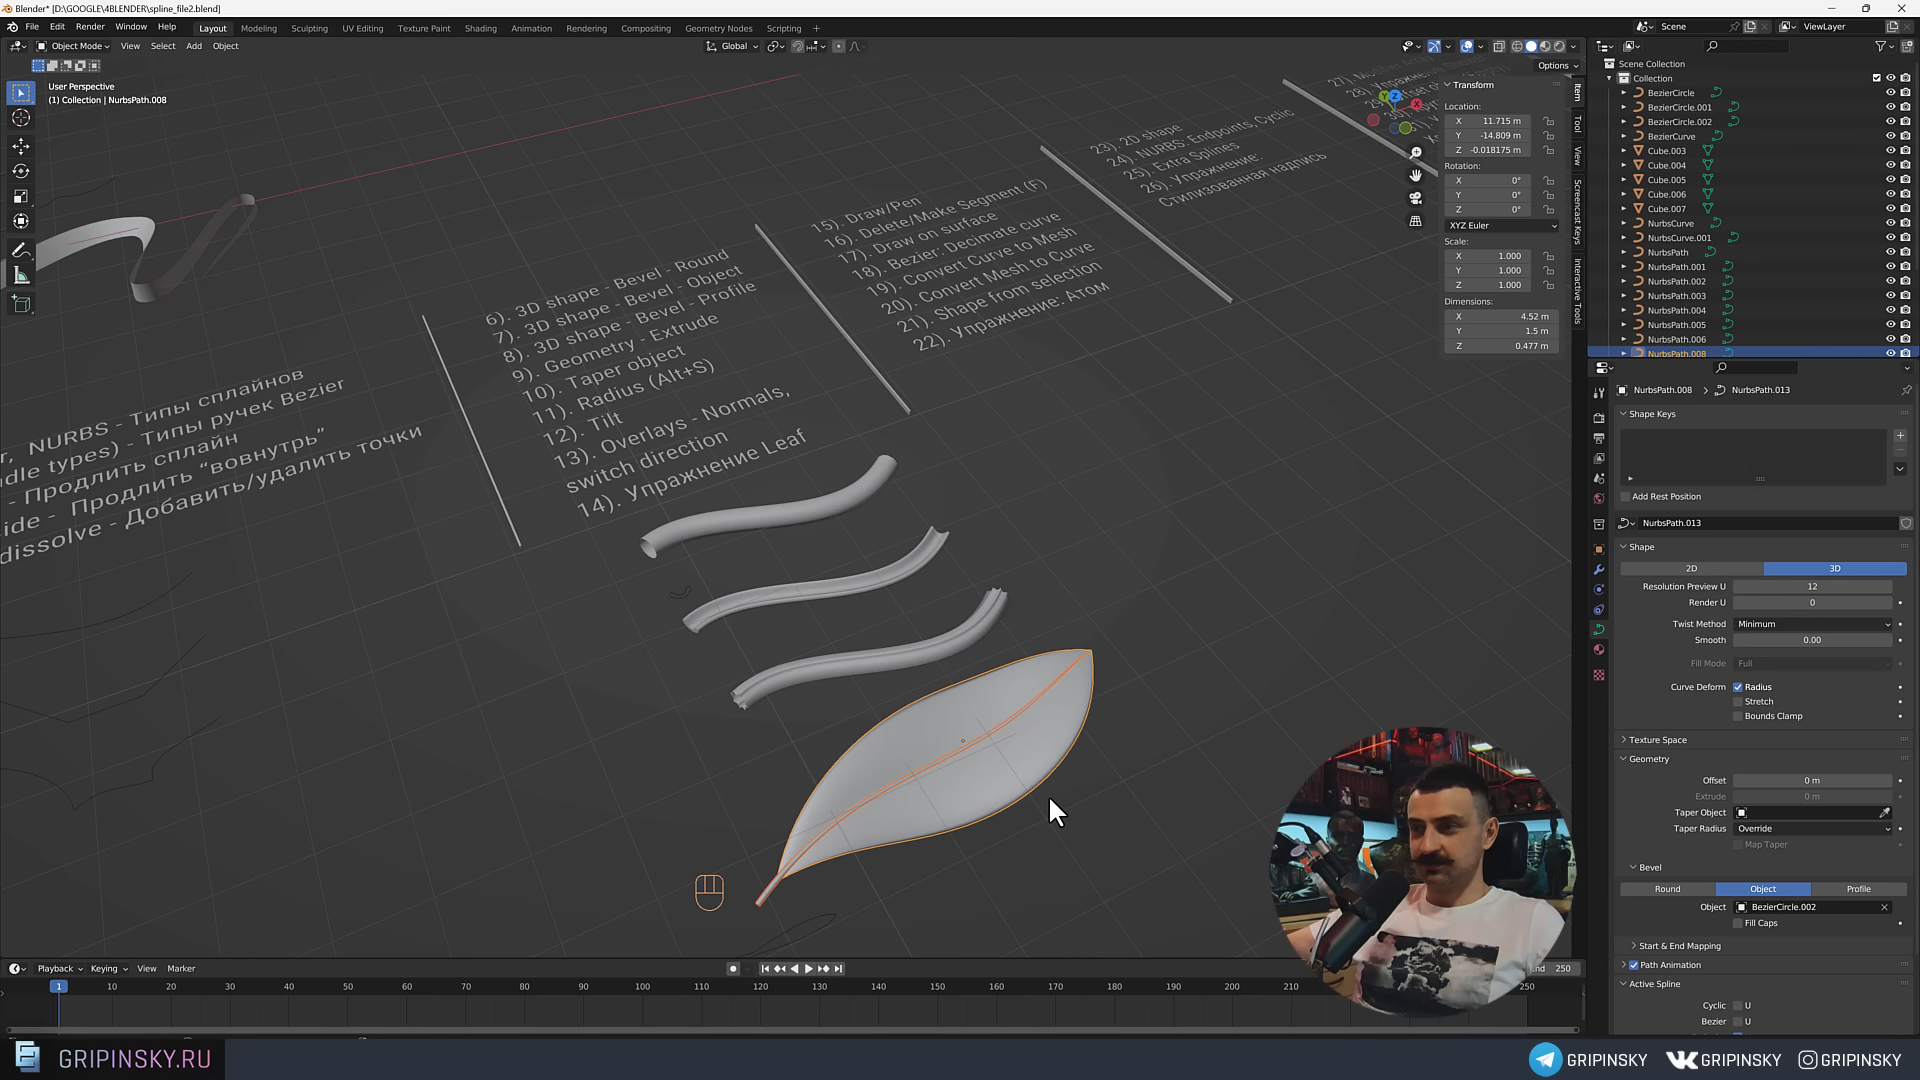 Blender* [D:\GOOGLE\4BLENDER\spline_file2.blend]
File Edit Render Window Help Layout Modeling Sculpting UV Editing Texture Paint Shading Animation Rendering Compositing Geometry Nodes Scripting + Scene ViewLayer
Object Mode View Select Add Object Global
Options
User Perspective
(1) Collection | NurbsPath.008
Transform
Location:
X 11.715 m
Y -14.809 m
Z -0.018175 m
Rotation:
X 0°
Y 0°
Z 0°
XYZ Euler
Scale:
X 1.000
Y 1.000
Z 1.000
Dimensions:
X 4.52 m
Y 1.5 m
Z 0.477 m
Item
Tool
View
Screencast Keys
Interactive Tools
23). 2D shape
24). NURBS: Endpoints, Cyclic
25). Extra Splines
26). Упражнение:
Стилизованная надпись
15). Draw/Pen
16). Delete/Make Segment (F)
17). Draw on surface
18). Bezier: Decimate curve
19). Convert Curve to Mesh
20). Convert Mesh to Curve
21). Shape from selection
22). Упражнение: Атом
6). 3D shape - Bevel - Round
7). 3D shape - Bevel - Object
8). 3D shape - Bevel - Profile
9). Geometry - Extrude
10). Taper object
11). Radius (Alt+S)
12). Tilt
13). Overlays - Normals,
switch direction
14). Упражнение Leaf
NURBS - Типы сплайнов
dle types) - Типы ручек Bezier
- Продлить сплайн
ide - Продлить "вовнутрь"
dissolve - Добавить/удалить точки
Scene Collection
Collection
BezierCircle
BezierCircle.001
BezierCircle.002
BezierCurve
Cube.003
Cube.004
Cube.005
Cube.006
Cube.007
NurbsCurve
NurbsCurve.001
NurbsPath
NurbsPath.001
NurbsPath.002
NurbsPath.003
NurbsPath.004
NurbsPath.005
NurbsPath.006
NurbsPath.008
NurbsPath.008 > NurbsPath.013
Shape Keys
Add Rest Position
NurbsPath.013
Shape
2D 3D
Resolution Preview U 12
Render U 0
Twist Method Minimum
Smooth 0.00
Fill Mode Full
Curve Deform Radius
Stretch
Bounds Clamp
Texture Space
Geometry
Offset 0 m
Extrude 0 m
Taper Object
Taper Radius Override
Map Taper
Bevel
Round Object Profile
Object BezierCircle.002
Fill Caps
Start & End Mapping
Path Animation
Active Spline
Cyclic U
Bezier U
Playback Keying View Marker
End 250
1 10 20 30 40 50 60 70 80 90 100 110 120 130 140 150 160 170 180 190 200 210 250
GRIPINSKY.RU
GRIPINSKY GRIPINSKY GRIPINSKY